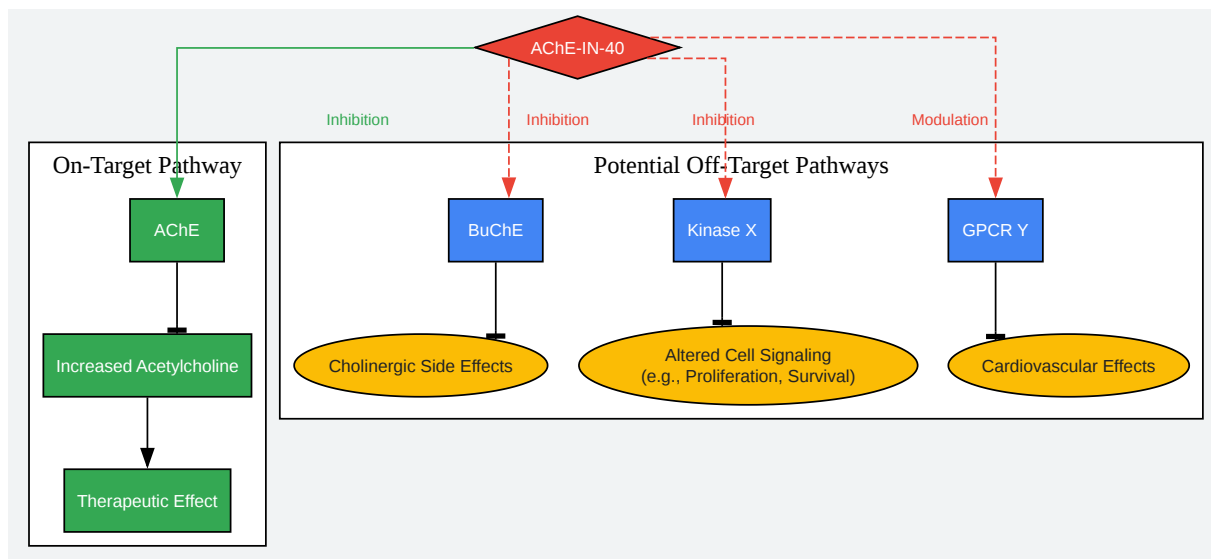 AChE-IN-40
Inhibition
Inhibition
Inhibition
Modulation
On-Target Pathway
Potential Off-Target Pathways
AChE
BuChE
Kinase X
GPCR Y
Increased Acetylcholine
Cholinergic Side Effects
Altered Cell Signaling
(e.g., Proliferation, Survival)
Cardiovascular Effects
Therapeutic Effect